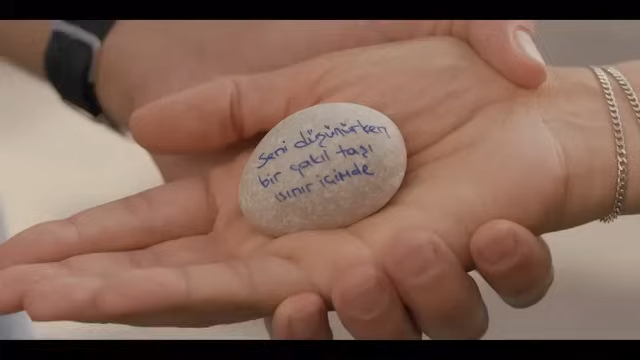 Seni düşünürken
bir çakıl taşı
ısınır içimde